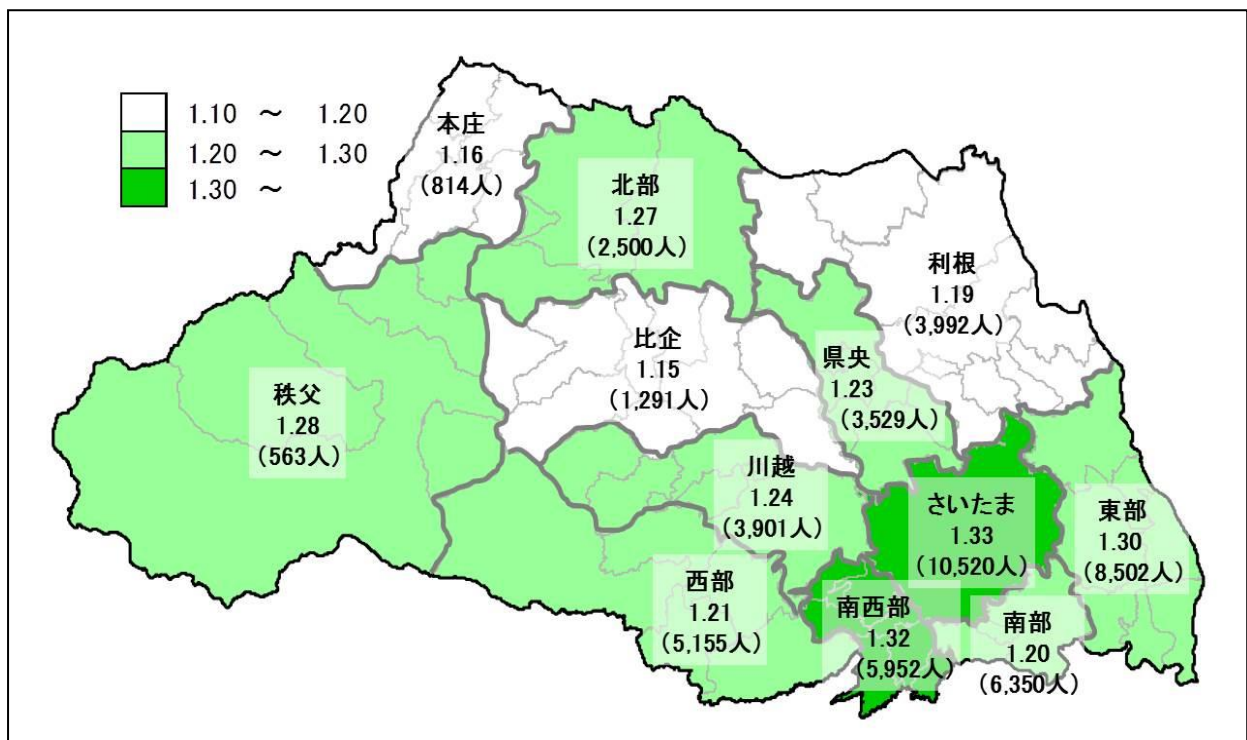 1.10 ～ 1.20
1.20 ～ 1.30
1.30 ～
本庄
1.16
(814人)
北部
1.27
(2,500人)
利根
1.19
(3,992人)
比企
1.15
(1,291人)
県央
1.23
(3,529人)
秩父
1.28
(563人)
川越
1.24
(3,901人)
さいたま
1.33
(10,520人)
東部
1.30
(8,502人)
西部
1.21
(5,155人)
南西部
1.32
(5,952人)
南部
1.20
(6,350人)